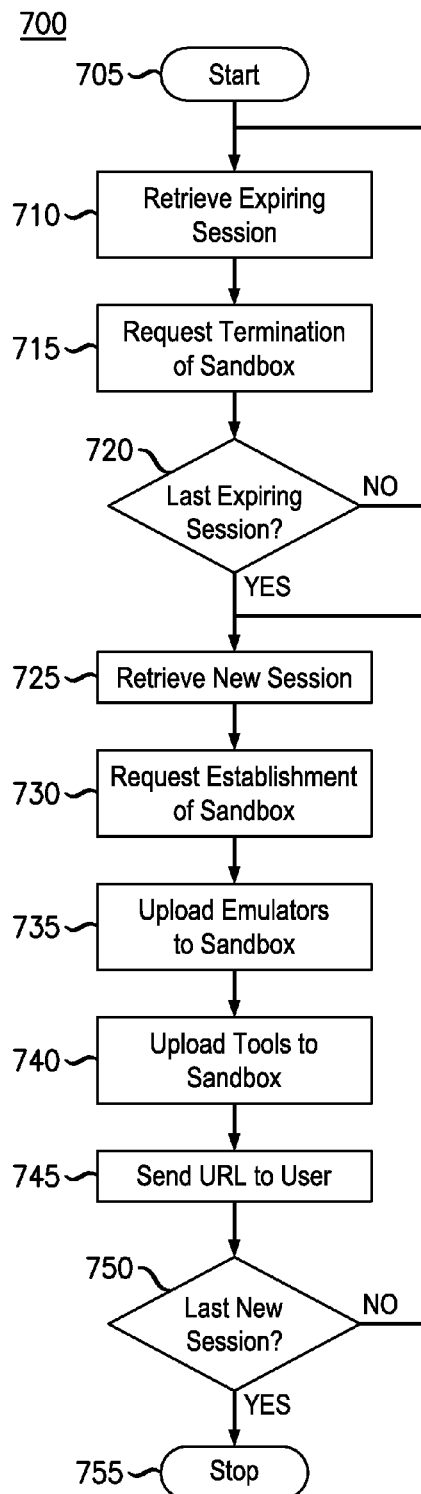 700
705
Start
710
Retrieve Expiring
Session
715
Request Termination
of Sandbox
720
Last Expiring
Session?
NO
YES
725
Retrieve New Session
730
Request Establishment
of Sandbox
735
Upload Emulators
to Sandbox
740
Upload Tools to
Sandbox
745
Send URL to User
750
Last New
Session?
NO
YES
755
Stop